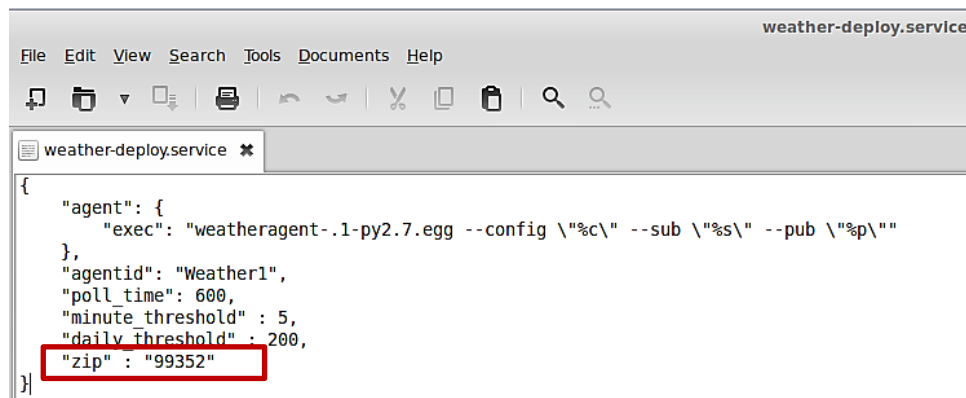 weather-deploy.service
File Edit View Search Tools Documents Help
weather-deploy.service
{
    "agent": {
        "exec": "weatheragent-.1-py2.7.egg --config \"%c\" --sub \"%s\" --pub \"%p\""
    },
    "agentid": "Weather1",
    "poll_time": 600,
    "minute_threshold" : 5,
    "daily_threshold" : 200,
    "zip" : "99352"
}